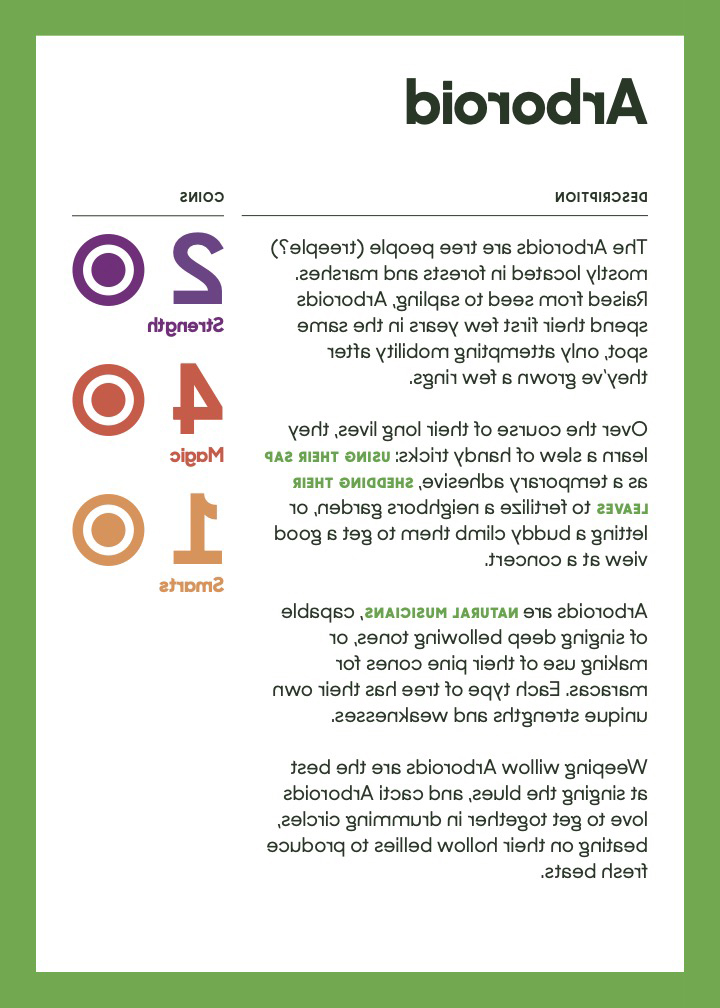 Arboroid
DESCRIPTION
The Arboroids are tree people (treeple?)
mostly located in forests and marshes.
Raised from seed to sapling, Arboroids
spend their first few years in the same
spot, only attempting mobility after
they've grown a few rings.
Over the course of their long lives, they
learn a slew of handy tricks: USING THEIR SAP
as a temporary adhesive, SHEDDING THEIR
LEAVES to fertilize a neighbors garden, or
letting a buddy climb them to get a good
view at a concert.
Arboroids are NATURAL MUSICIANS, capable
of singing deep bellowing tones, or
making use of their pine cones for
maracas. Each type of tree has their own
unique strengths and weaknesses.
Weeping willow Arboroids are the best
at singing the blues, and cacti Arboroids
love to get together in drumming circles,
beating on their hollow bellies to produce
fresh beats.
COINS
2
Strength
4
Magic
1
Smarts